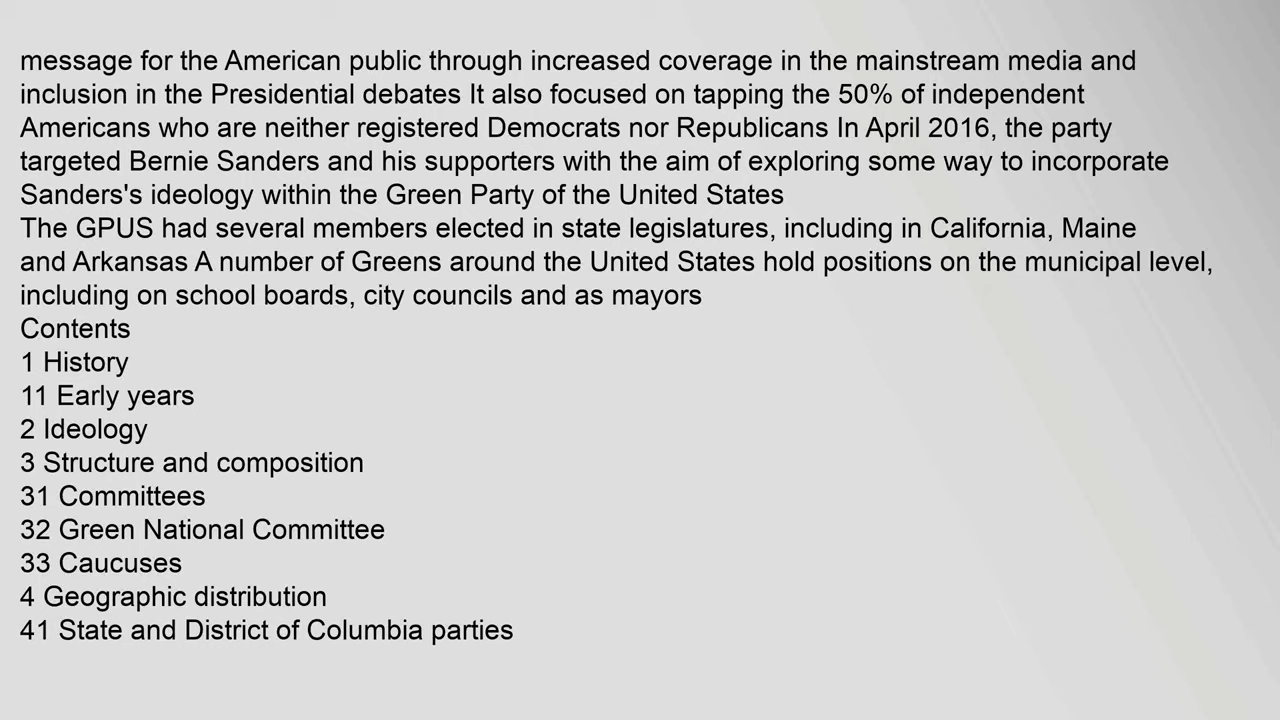 message for the American public through increased coverage in the mainstream media and
inclusion in the Presidential debates It also focused on tapping the 50% of independent
Americans who are neither registered Democrats nor Republicans In April 2016, the party
targeted Bernie Sanders and his supporters with the aim of exploring some way to incorporate
Sanders's ideology within the Green Party of the United States
The GPUS had several members elected in state legislatures, including in California, Maine
and Arkansas A number of Greens around the United States hold positions on the municipal level,
including on school boards, city councils and as mayors
Contents
1 History
11 Early years
2 Ideology
3 Structure and composition
31 Committees
32 Green National Committee
33 Caucuses
4 Geographic distribution
41 State and District of Columbia parties